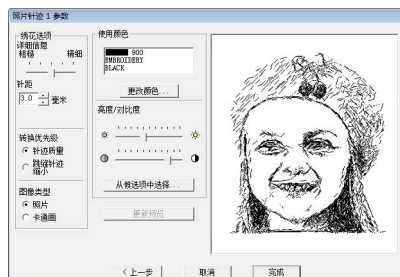 照片针迹 1 参数
绣花选项
详细信息
粗糙 精细
针距
3.0 毫米
转换优先级
针迹质量
跳缝针迹
缩小
图像类型
照片
卡通画
使用颜色
900
EMBROIDERY
BLACK
更改颜色...
亮度/对比度
从候选项中选择...
更新预览
< 上一步
取消
完成